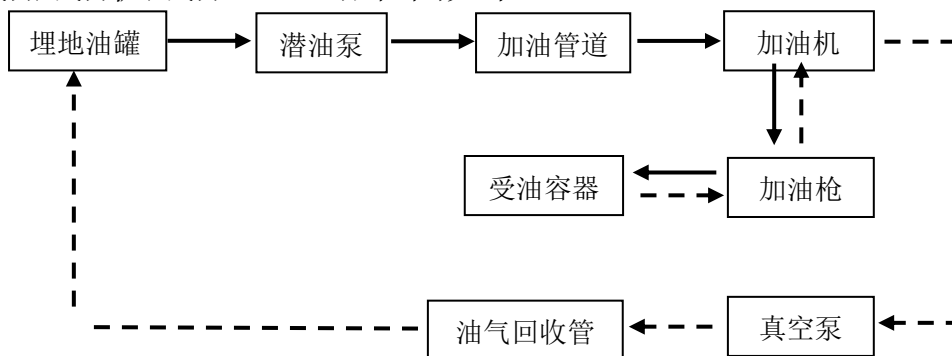 埋地油罐
潜油泵
加油管道
加油机
受油容器
加油枪
油气回收管
真空泵